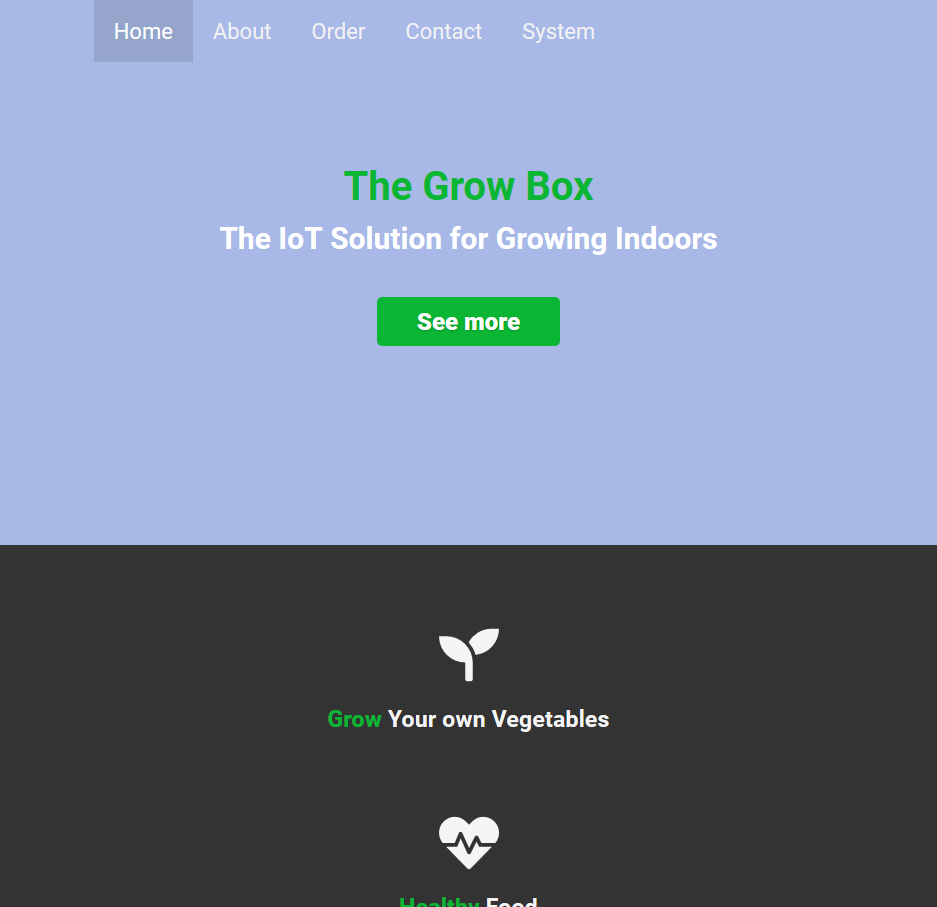 Home About Order Contact System
The Grow Box
The IoT Solution for Growing Indoors
See more
Grow Your own Vegetables
Healthy Food